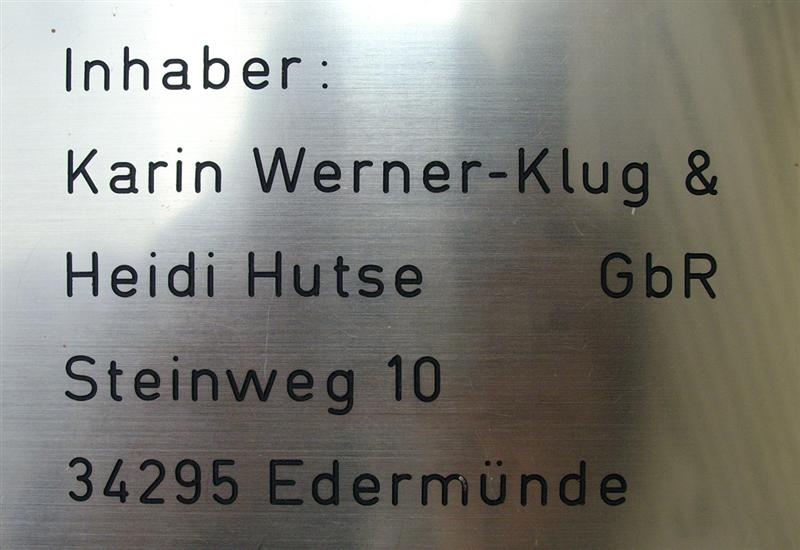 Inhaber:
Karin Werner-Klug &
Heidi Hutse GbR
Steinweg 10
34295 Edermünde